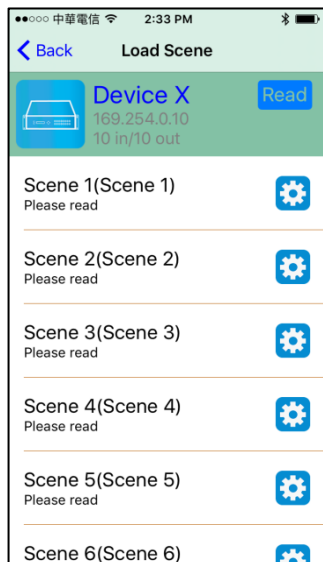 中華電信 2:33 PM
Back Load Scene
Device X
Read
169.254.0.10
10 in/10 out
Scene 1(Scene 1)
Please read
Scene 2(Scene 2)
Please read
Scene 3(Scene 3)
Please read
Scene 4(Scene 4)
Please read
Scene 5(Scene 5)
Please read
Scene 6(Scene 6)